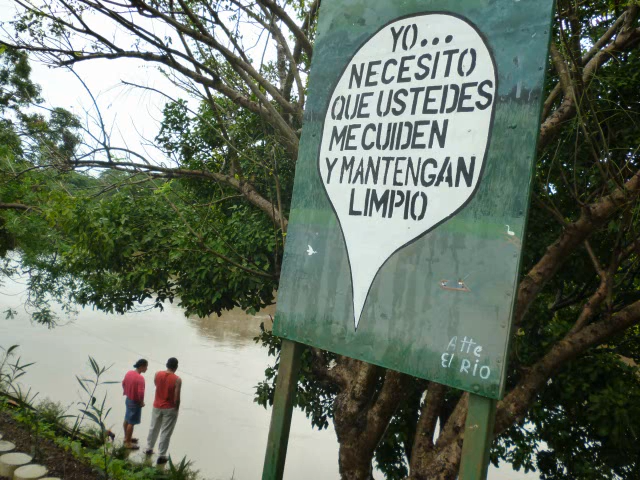 YO...
NECESITO
QUE USTEDES
ME CUIDEN
Y MANTENGAN
LIMPIO
Atte
El RIO